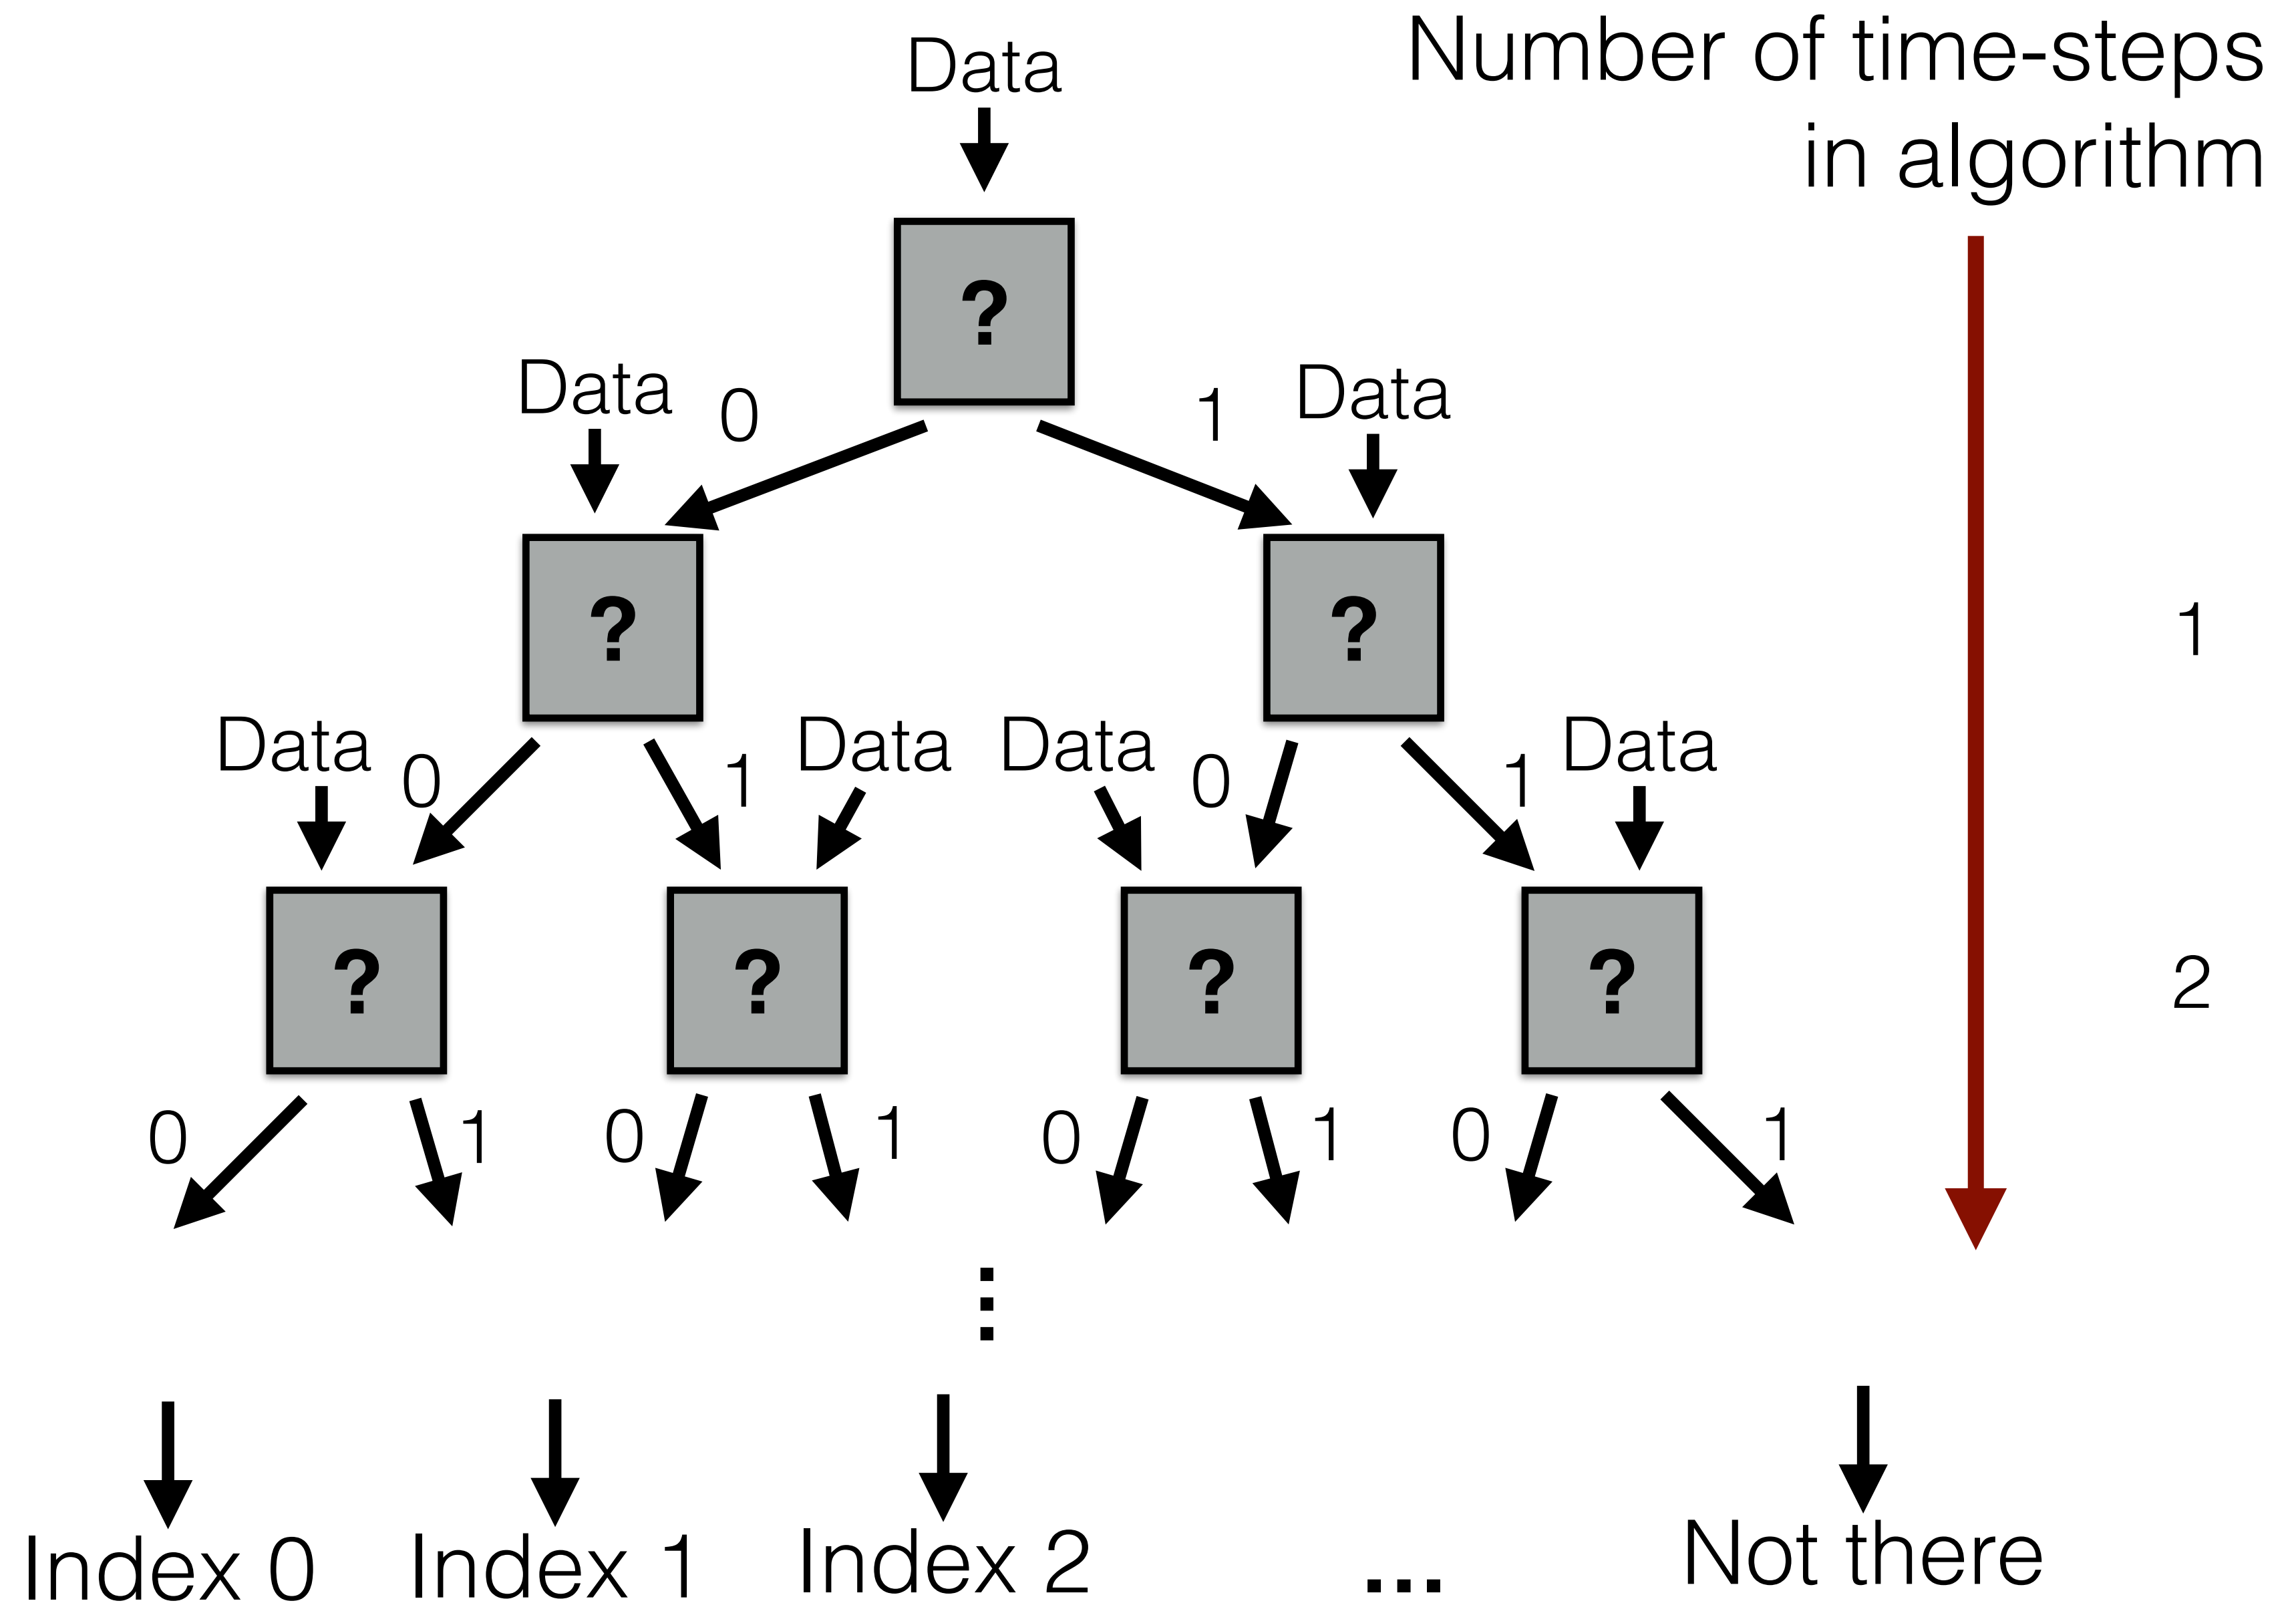 Number of time-steps
in algorithm
Data
?
Data 0 1 Data
? ? 1
Data 0 1 Data Data 0 1 Data
? ? ? ? 2
0 1 0 1 0 1 0 1
⋮
Index 0 Index 1 Index 2 ... Not there